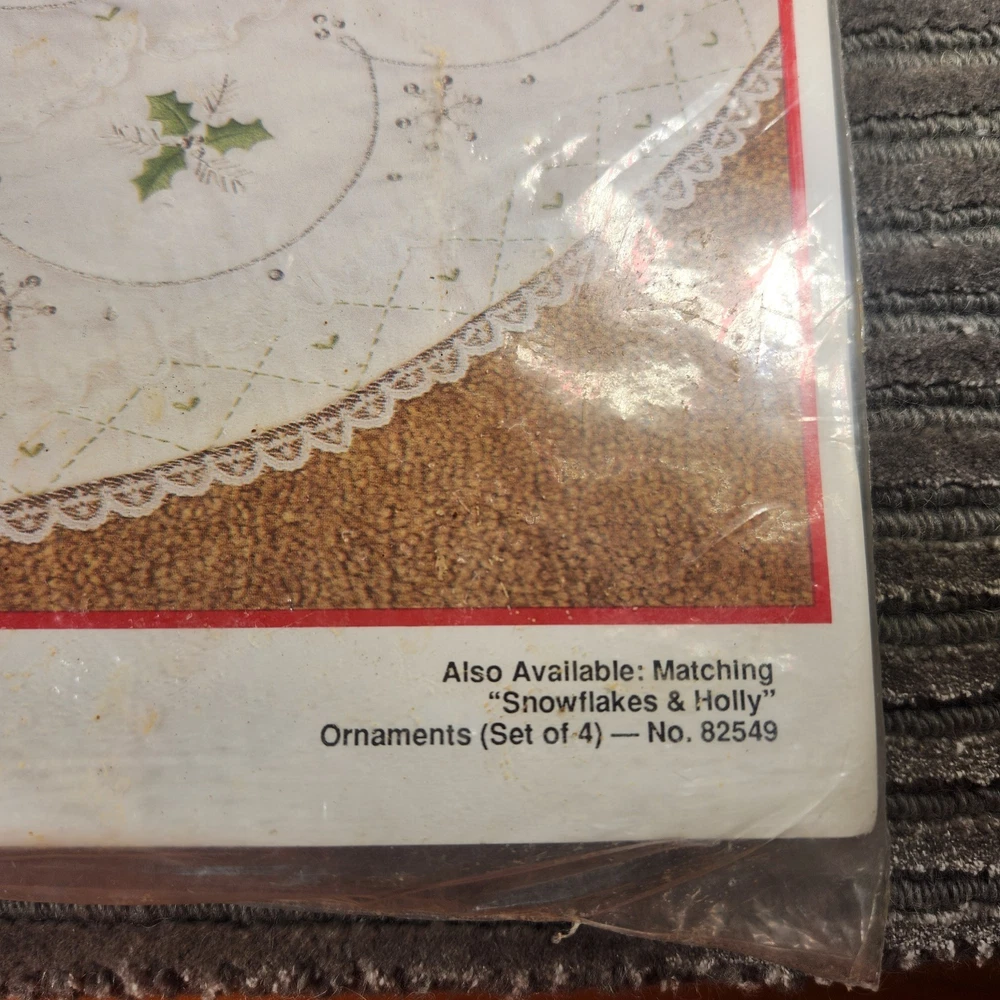 Also Available: Matching
“Snowflakes & Holly”
Ornaments (Set of 4) — No. 82549